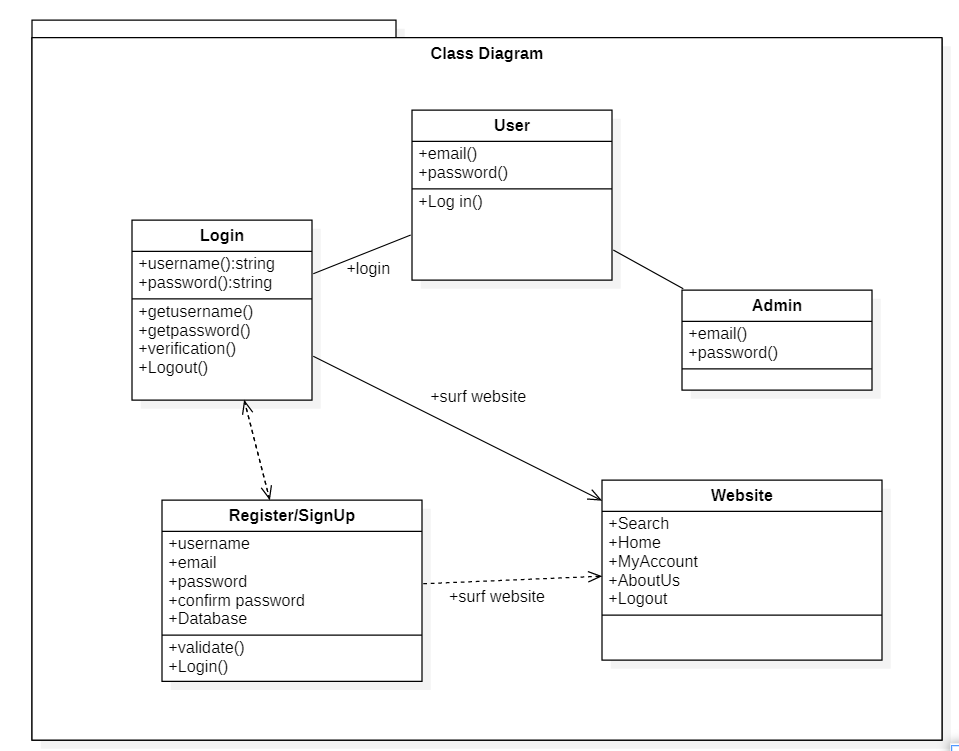 Class Diagram
User
+email()
+password()
+Log in()
Login
+username():string
+password():string
+getusername()
+getpassword()
+verification()
+Logout()
+login
Admin
+email()
+password()
+surf website
Register/SignUp
+username
+email
+password
+confirm password
+Database
+validate()
+Login()
+surf website
Website
+Search
+Home
+MyAccount
+AboutUs
+Logout